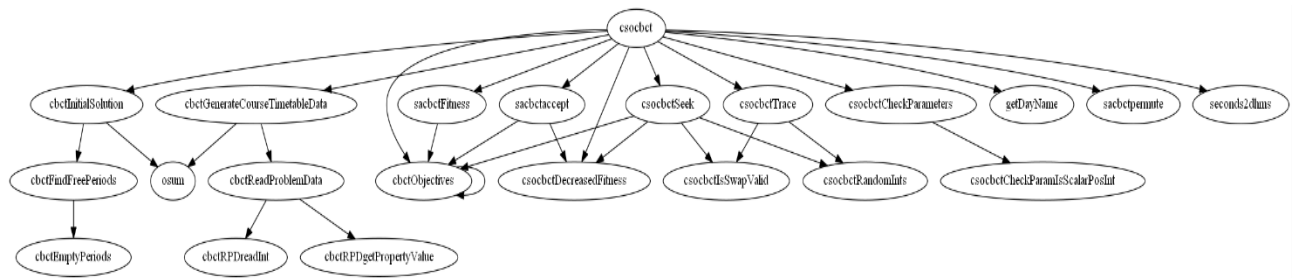 csocbct
cbctInitialSolution
cbctGenerateCourseTimetableData
sacbctFitness
sacbctaccept
csocbctSeek
csocbctTrace
csocbctCheckParameters
getDayName
sacbctpermute
seconds2dhms
cbctFindFreePeriods
osum
cbctReadProblemData
cbctObjectives
csocbctDecreasedFitness
csocbctIsSwapValid
csocbctRandomInts
csocbctCheckParamIsScalarPosInt
cbctEmptyPeriods
cbctRPDreadInt
cbctRPDgetPropertyValue